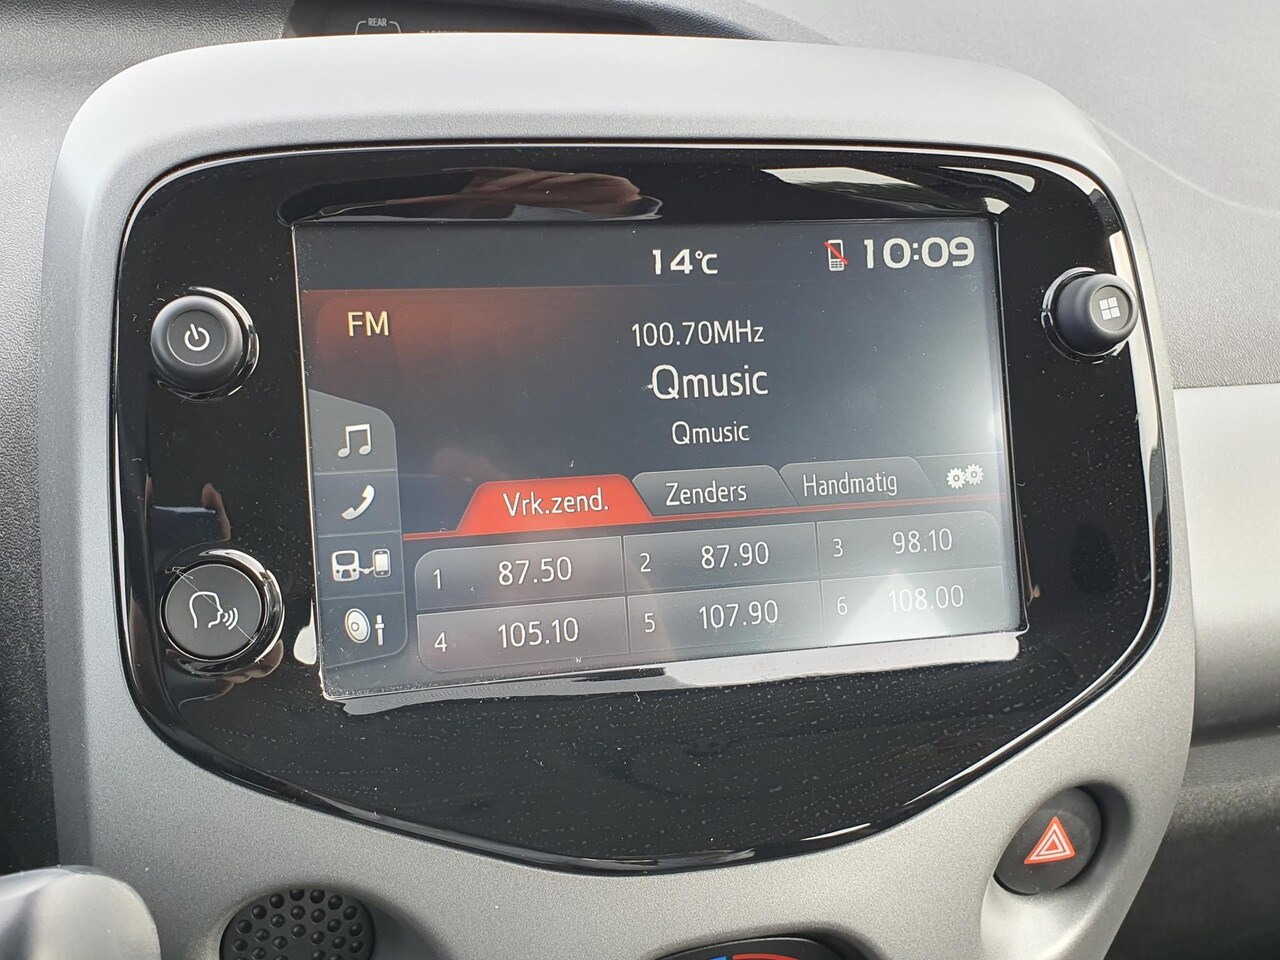 REAR
14°C 10:09
FM
100.70MHz
Qmusic
Qmusic
Vrk.zend. Zenders Handmatig
1 87.50 2 87.90 3 98.10
4 105.10 5 107.90 6 108.00